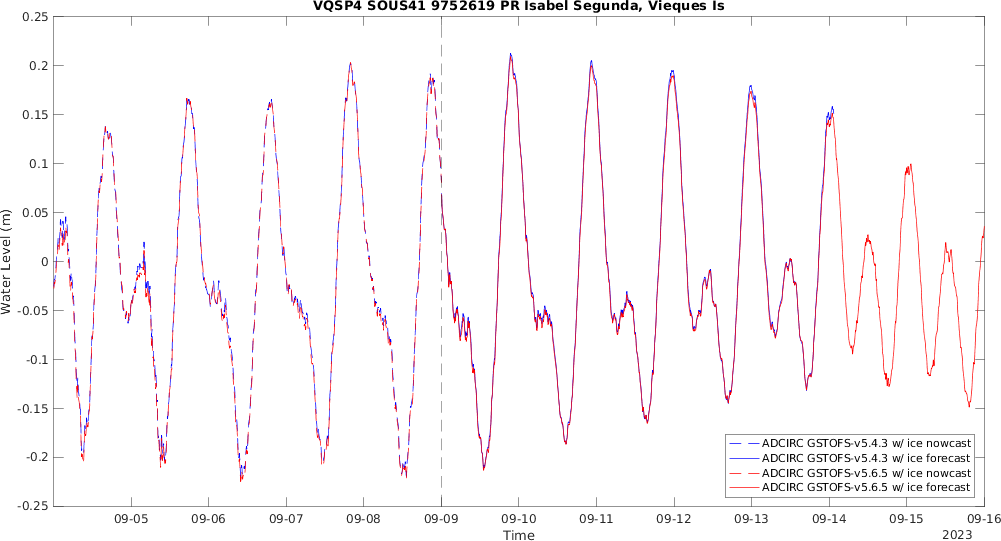 VQSP4 SOUS41 9752619 PR Isabel Segunda, Vieques Is
0.25
0.2
0.15
0.1
0.05
0
-0.05
-0.1
-0.15
-0.2
-0.25
Water Level (m)
ADCIRC GSTOFS-v5.4.3 w/ ice nowcast
ADCIRC GSTOFS-v5.4.3 w/ ice forecast
ADCIRC GSTOFS-v5.6.5 w/ ice nowcast
ADCIRC GSTOFS-v5.6.5 w/ ice forecast
09-05 09-06 09-07 09-08 09-09 09-10 09-11 09-12 09-13 09-14 09-15 09-16
Time
2023